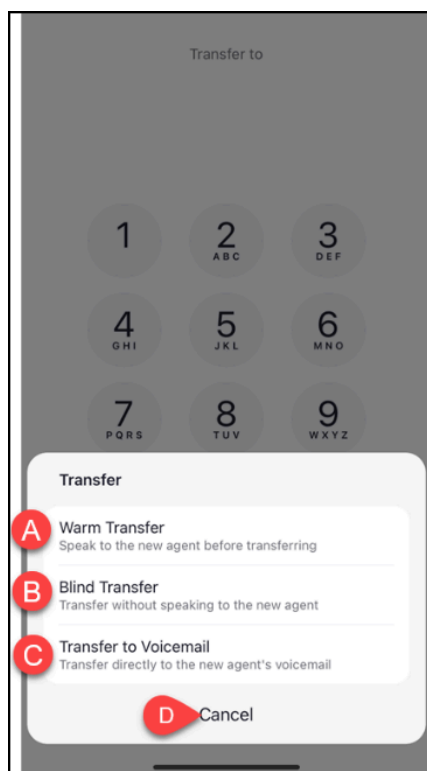 Transfer to
1 2 3
ABC DEF
4 5 6
GHI JKL MNO
7 8 9
PQRS TUV WXYZ
Transfer
A Warm Transfer
Speak to the new agent before transferring
B Blind Transfer
Transfer without speaking to the new agent
C Transfer to Voicemail
Transfer directly to the new agent's voicemail
D Cancel